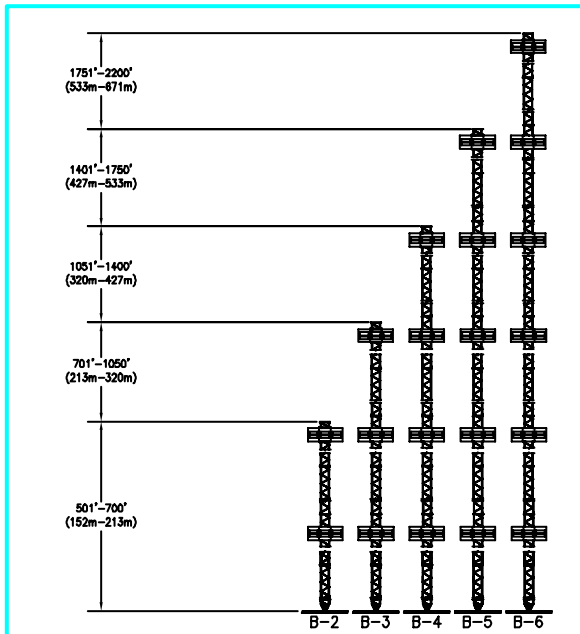 1751'-2200'
(533m-671m)
1401'-1750'
(427m-533m)
1051'-1400'
(320m-427m)
701'-1050'
(213m-320m)
501'-700'
(152m-213m)
B-2 B-3 B-4 B-5 B-6